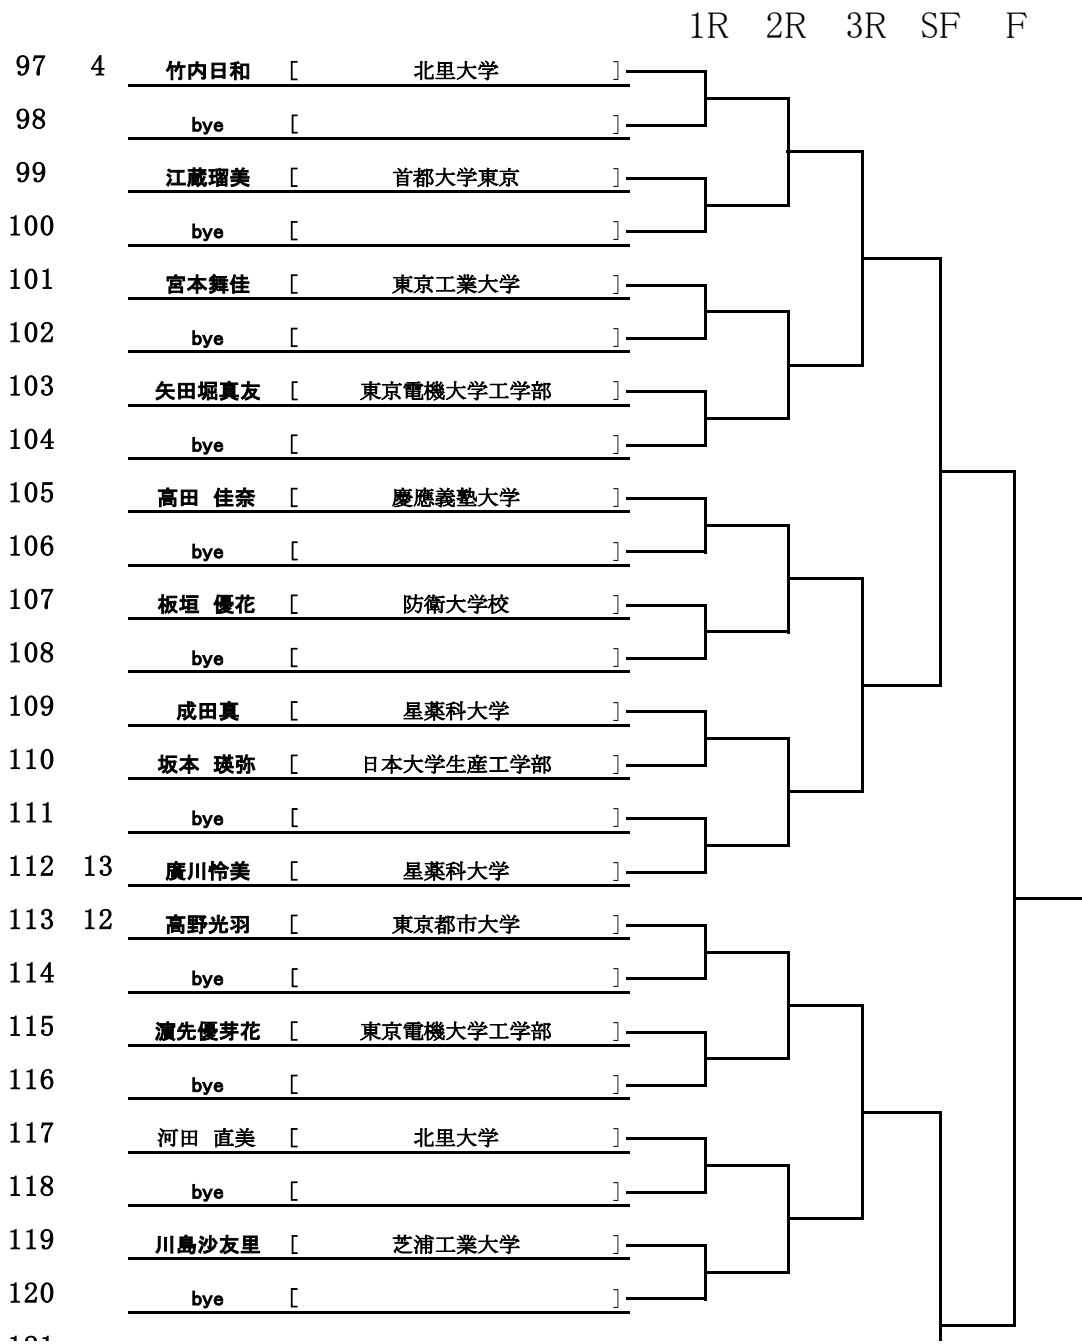 1R 2R 3R SF F
97 4 竹内日和 [ 北里大学 ]
98 bye [ ]
99 江蔵瑠美 [ 首都大学東京 ]
100 bye [ ]
101 宮本舞佳 [ 東京工業大学 ]
102 bye [ ]
103 矢田堀真友 [ 東京電機大学工学部 ]
104 bye [ ]
105 高田 佳奈 [ 慶應義塾大学 ]
106 bye [ ]
107 板垣 優花 [ 防衛大学校 ]
108 bye [ ]
109 成田真 [ 星薬科大学 ]
110 坂本 瑛弥 [ 日本大学生産工学部 ]
111 bye [ ]
112 13 廣川怜美 [ 星薬科大学 ]
113 12 高野光羽 [ 東京都市大学 ]
114 bye [ ]
115 濵先優芽花 [ 東京電機大学工学部 ]
116 bye [ ]
117 河田 直美 [ 北里大学 ]
118 bye [ ]
119 川島沙友里 [ 芝浦工業大学 ]
120 bye [ ]